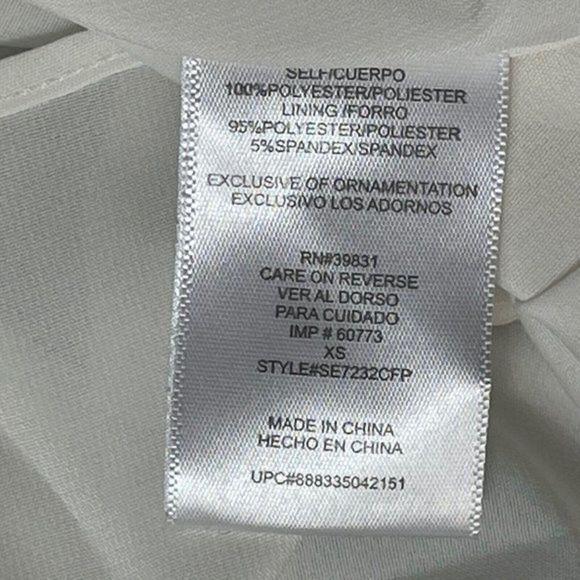 SELF/CUERPO
100%POLYESTER/POLIESTER
LINING /FORRO
95%POLYESTER/POLIESTER
5%SPANDEX/SPANDEX
EXCLUSIVE OF ORNAMENTATION
EXCLUSIVO LOS ADORNOS
RN#39831
CARE ON REVERSE
VER AL DORSO
PARA CUIDADO
IMP # 60773
XS
STYLE#SE7232CFP
MADE IN CHINA
HECHO EN CHINA
UPC#888335042151